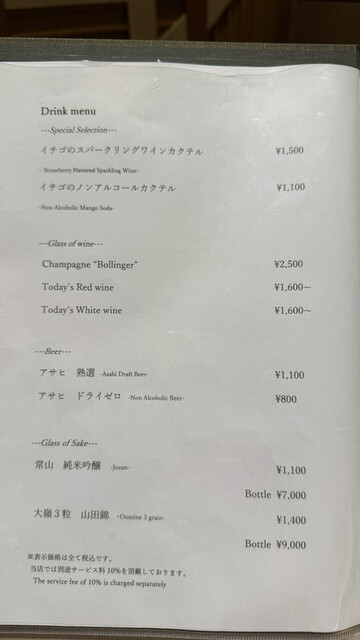 Drink menu
---Special Selection---
イチゴのスパークリングワインカクテル ¥1,500
- Strawberry Flavored Sparkling Wine-
イチゴのノンアルコールカクテル ¥1,100
-Non Alcoholic Mango Soda-
---Glass of wine---
Champagne “Bollinger” ¥2,500
Today's Red wine ¥1,600～
Today's White wine ¥1,600～
---Beer---
アサヒ 熟選 -Asahi Draft Beer- ¥1,100
アサヒ ドライゼロ -Non Alcoholic Beer- ¥800
---Glass of Sake---
常山 純米吟醸 -Jozan- ¥1,100
Bottle ¥7,000
大嶺３粒 山田錦 -Oomine 3 grain- ¥1,400
Bottle ¥9,000
※表示価格は全て税込です。
当店では別途サービス料 10%を頂戴しております。
The service fee of 10% is charged separately